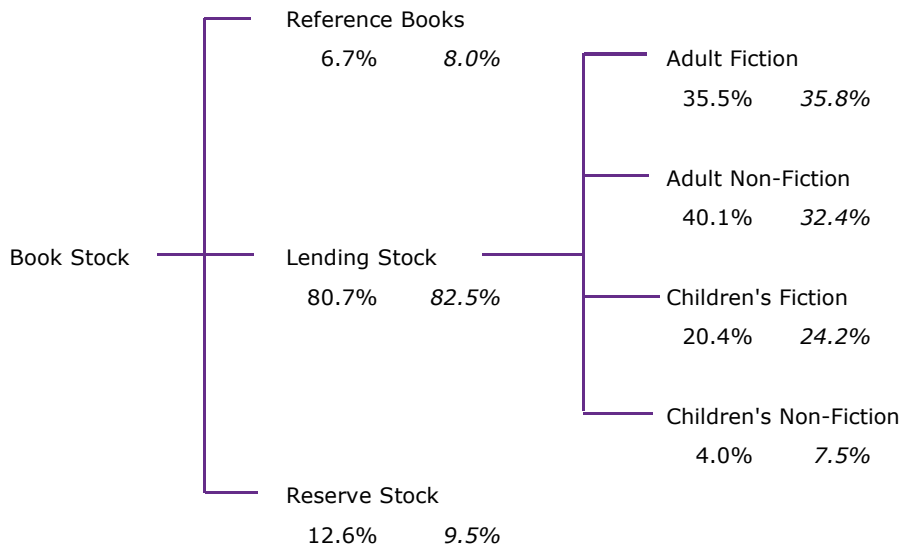 Reference Books
6.7% 8.0%
Adult Fiction
35.5% 35.8%
Adult Non-Fiction
40.1% 32.4%
Book Stock
Lending Stock
80.7% 82.5%
Children's Fiction
20.4% 24.2%
Children's Non-Fiction
4.0% 7.5%
Reserve Stock
12.6% 9.5%